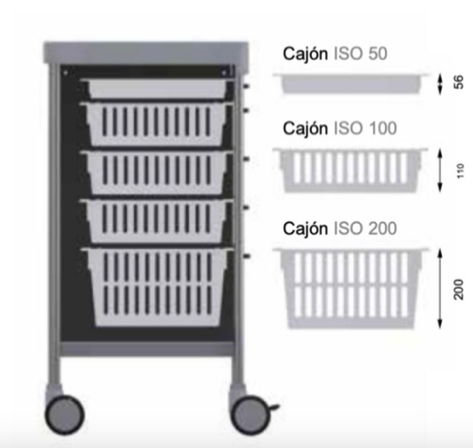 Cajón ISO 50
56
Cajón ISO 100
110
Cajón ISO 200
200